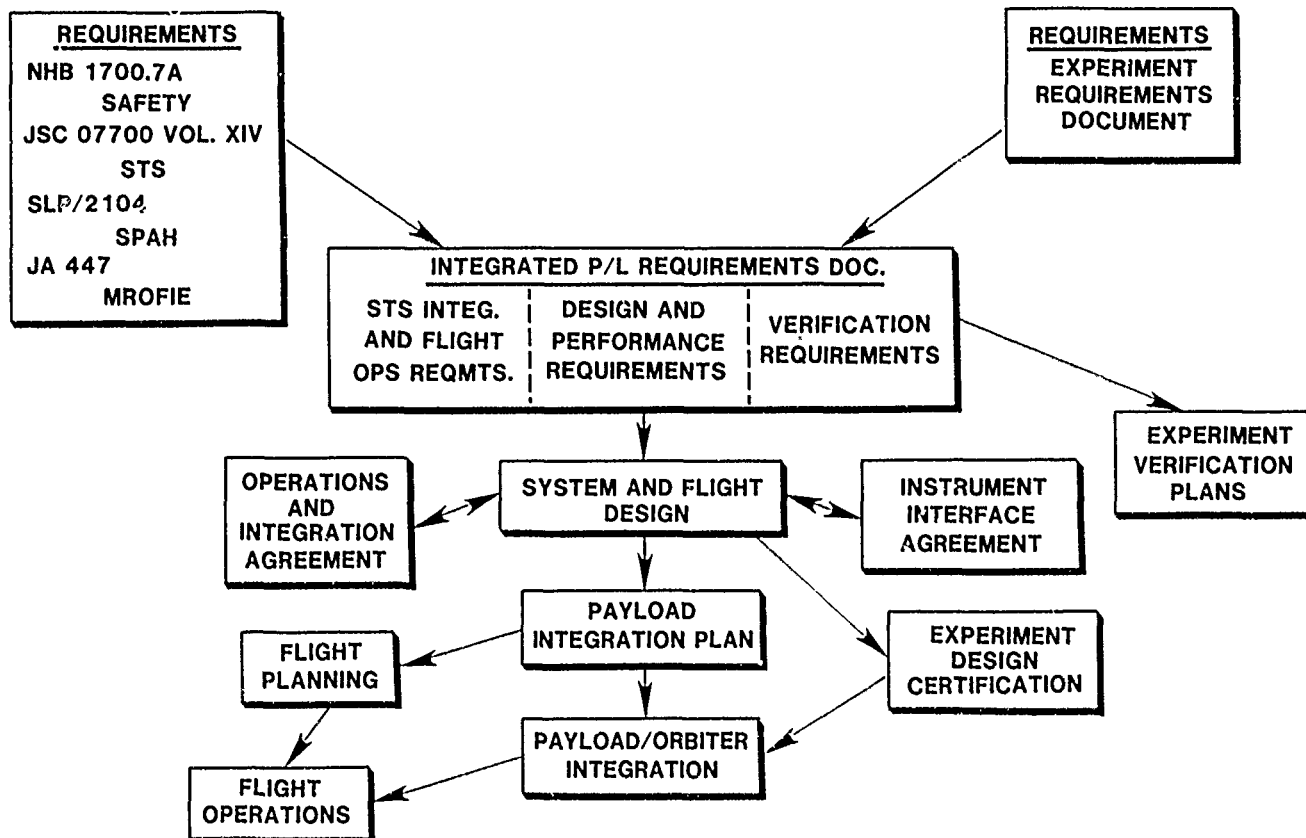 REQUIREMENTS
NHB 1700.7A
SAFETY
JSC 07700 VOL. XIV
STS
SLP/2104
SPAH
JA 447
MROFIE
REQUIREMENTS
EXPERIMENT
REQUIREMENTS
DOCUMENT
INTEGRATED P/L REQUIREMENTS DOC.
STS INTEG.
AND FLIGHT
OPS REQMTS.
DESIGN AND
PERFORMANCE
REQUIREMENTS
VERIFICATION
REQUIREMENTS
EXPERIMENT
VERIFICATION
PLANS
OPERATIONS
AND
INTEGRATION
AGREEMENT
SYSTEM AND FLIGHT
DESIGN
INSTRUMENT
INTERFACE
AGREEMENT
PAYLOAD
INTEGRATION PLAN
FLIGHT
PLANNING
EXPERIMENT
DESIGN
CERTIFICATION
PAYLOAD/ORBITER
INTEGRATION
FLIGHT
OPERATIONS